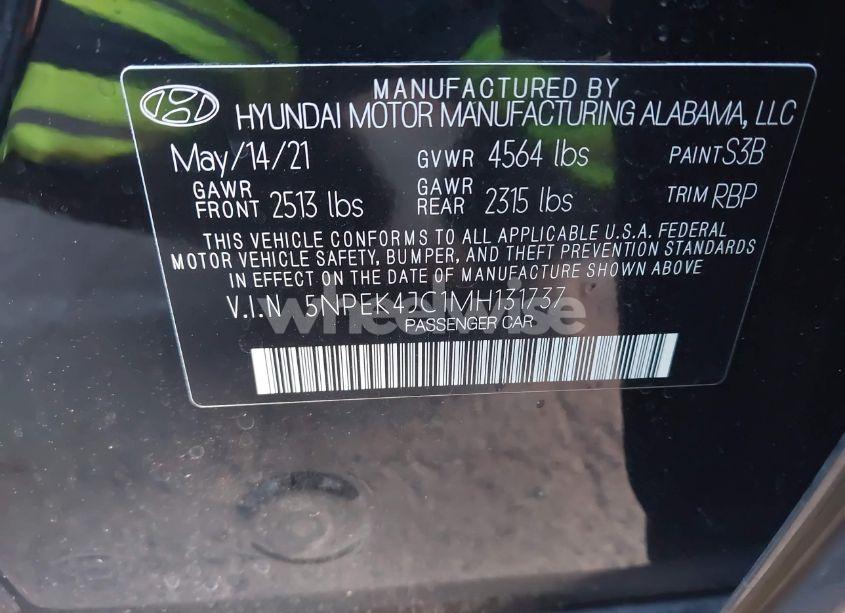 MANUFACTURED BY
HYUNDAI MOTOR MANUFACTURING ALABAMA, LLC
May/14/21 GVWR 4564 lbs PAINT S3B
GAWR FRONT 2513 lbs GAWR REAR 2315 lbs TRIM RBP
THIS VEHICLE CONFORMS TO ALL APPLICABLE U.S.A. FEDERAL
MOTOR VEHICLE SAFETY, BUMPER, AND THEFT PREVENTION STANDARDS
IN EFFECT ON THE DATE OF MANUFACTURE SHOWN ABOVE
V.I.N 5NPEK4JC1MH131737
PASSENGER CAR
wheelwise